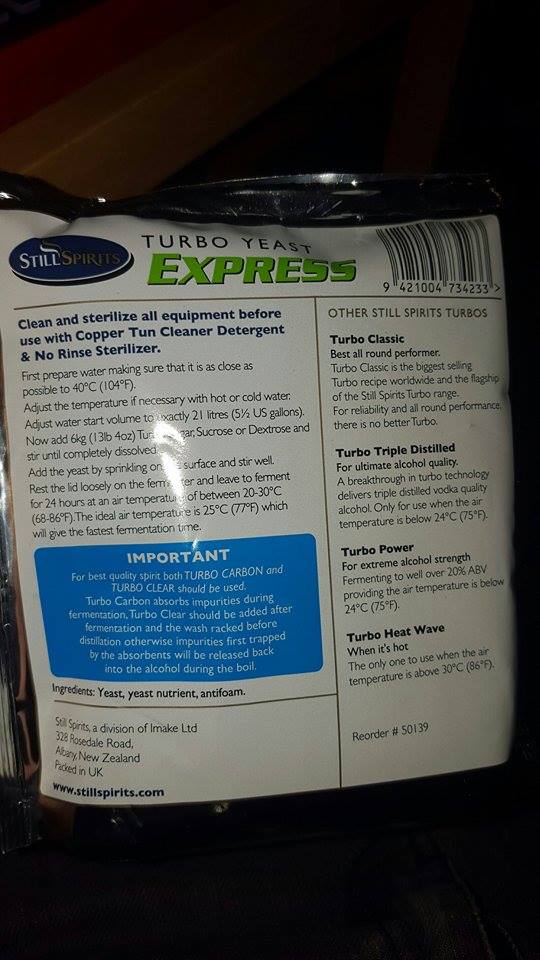 STILL SPIRITS
TURBO YEAST
EXPRESS
9 421004 734233 >
Clean and sterilize all equipment before
use with Copper Tun Cleaner Detergent
& No Rinse Sterilizer.
First prepare water making sure that it is as close as
possible to 40°C (104°F).
Adjust the temperature if necessary with hot or cold water.
Adjust water start volume to exactly 21 litres (5½ US gallons).
Now add 6kg (13lb 4oz) Sucrose or Dextrose and
stir until completely dissolved.
Add the yeast by sprinkling on surface and stir well.
Rest the lid loosely on the and leave to ferment
for 24 hours at an air temperature of between 20-30°C
(68-86°F). The ideal air temperature is 25°C (77°F) which
will give the fastest fermentation time.
IMPORTANT
For best quality spirit both TURBO CARBON and
TURBO CLEAR should be used.
Turbo Carbon absorbs impurities during
fermentation, Turbo Clear should be added after
fermentation and the wash racked before
distillation otherwise impurities first trapped
by the absorbents will be released back
into the alcohol during the boil.
Ingredients: Yeast, yeast nutrient, antifoam.
Still Spirits, a division of Imake Ltd
328 Rosedale Road,
Albany, New Zealand
Packed in UK
www.stillspirits.com
OTHER STILL SPIRITS TURBOS
Turbo Classic
Best all round performer.
Turbo Classic is the biggest selling
Turbo recipe worldwide and the flagship
of the Still Spirits Turbo range.
For reliability and all round performance,
there is no better Turbo.
Turbo Triple Distilled
For ultimate alcohol quality.
A breakthrough in turbo technology
delivers triple distilled vodka quality
alcohol. Only for use when the air
temperature is below 24°C (75°F).
Turbo Power
For extreme alcohol strength
Fermenting to well over 20% ABV
providing the air temperature is below
24°C (75°F).
Turbo Heat Wave
When it's hot
The only one to use when the air
temperature is above 30°C (86°F).
Reorder # 50139